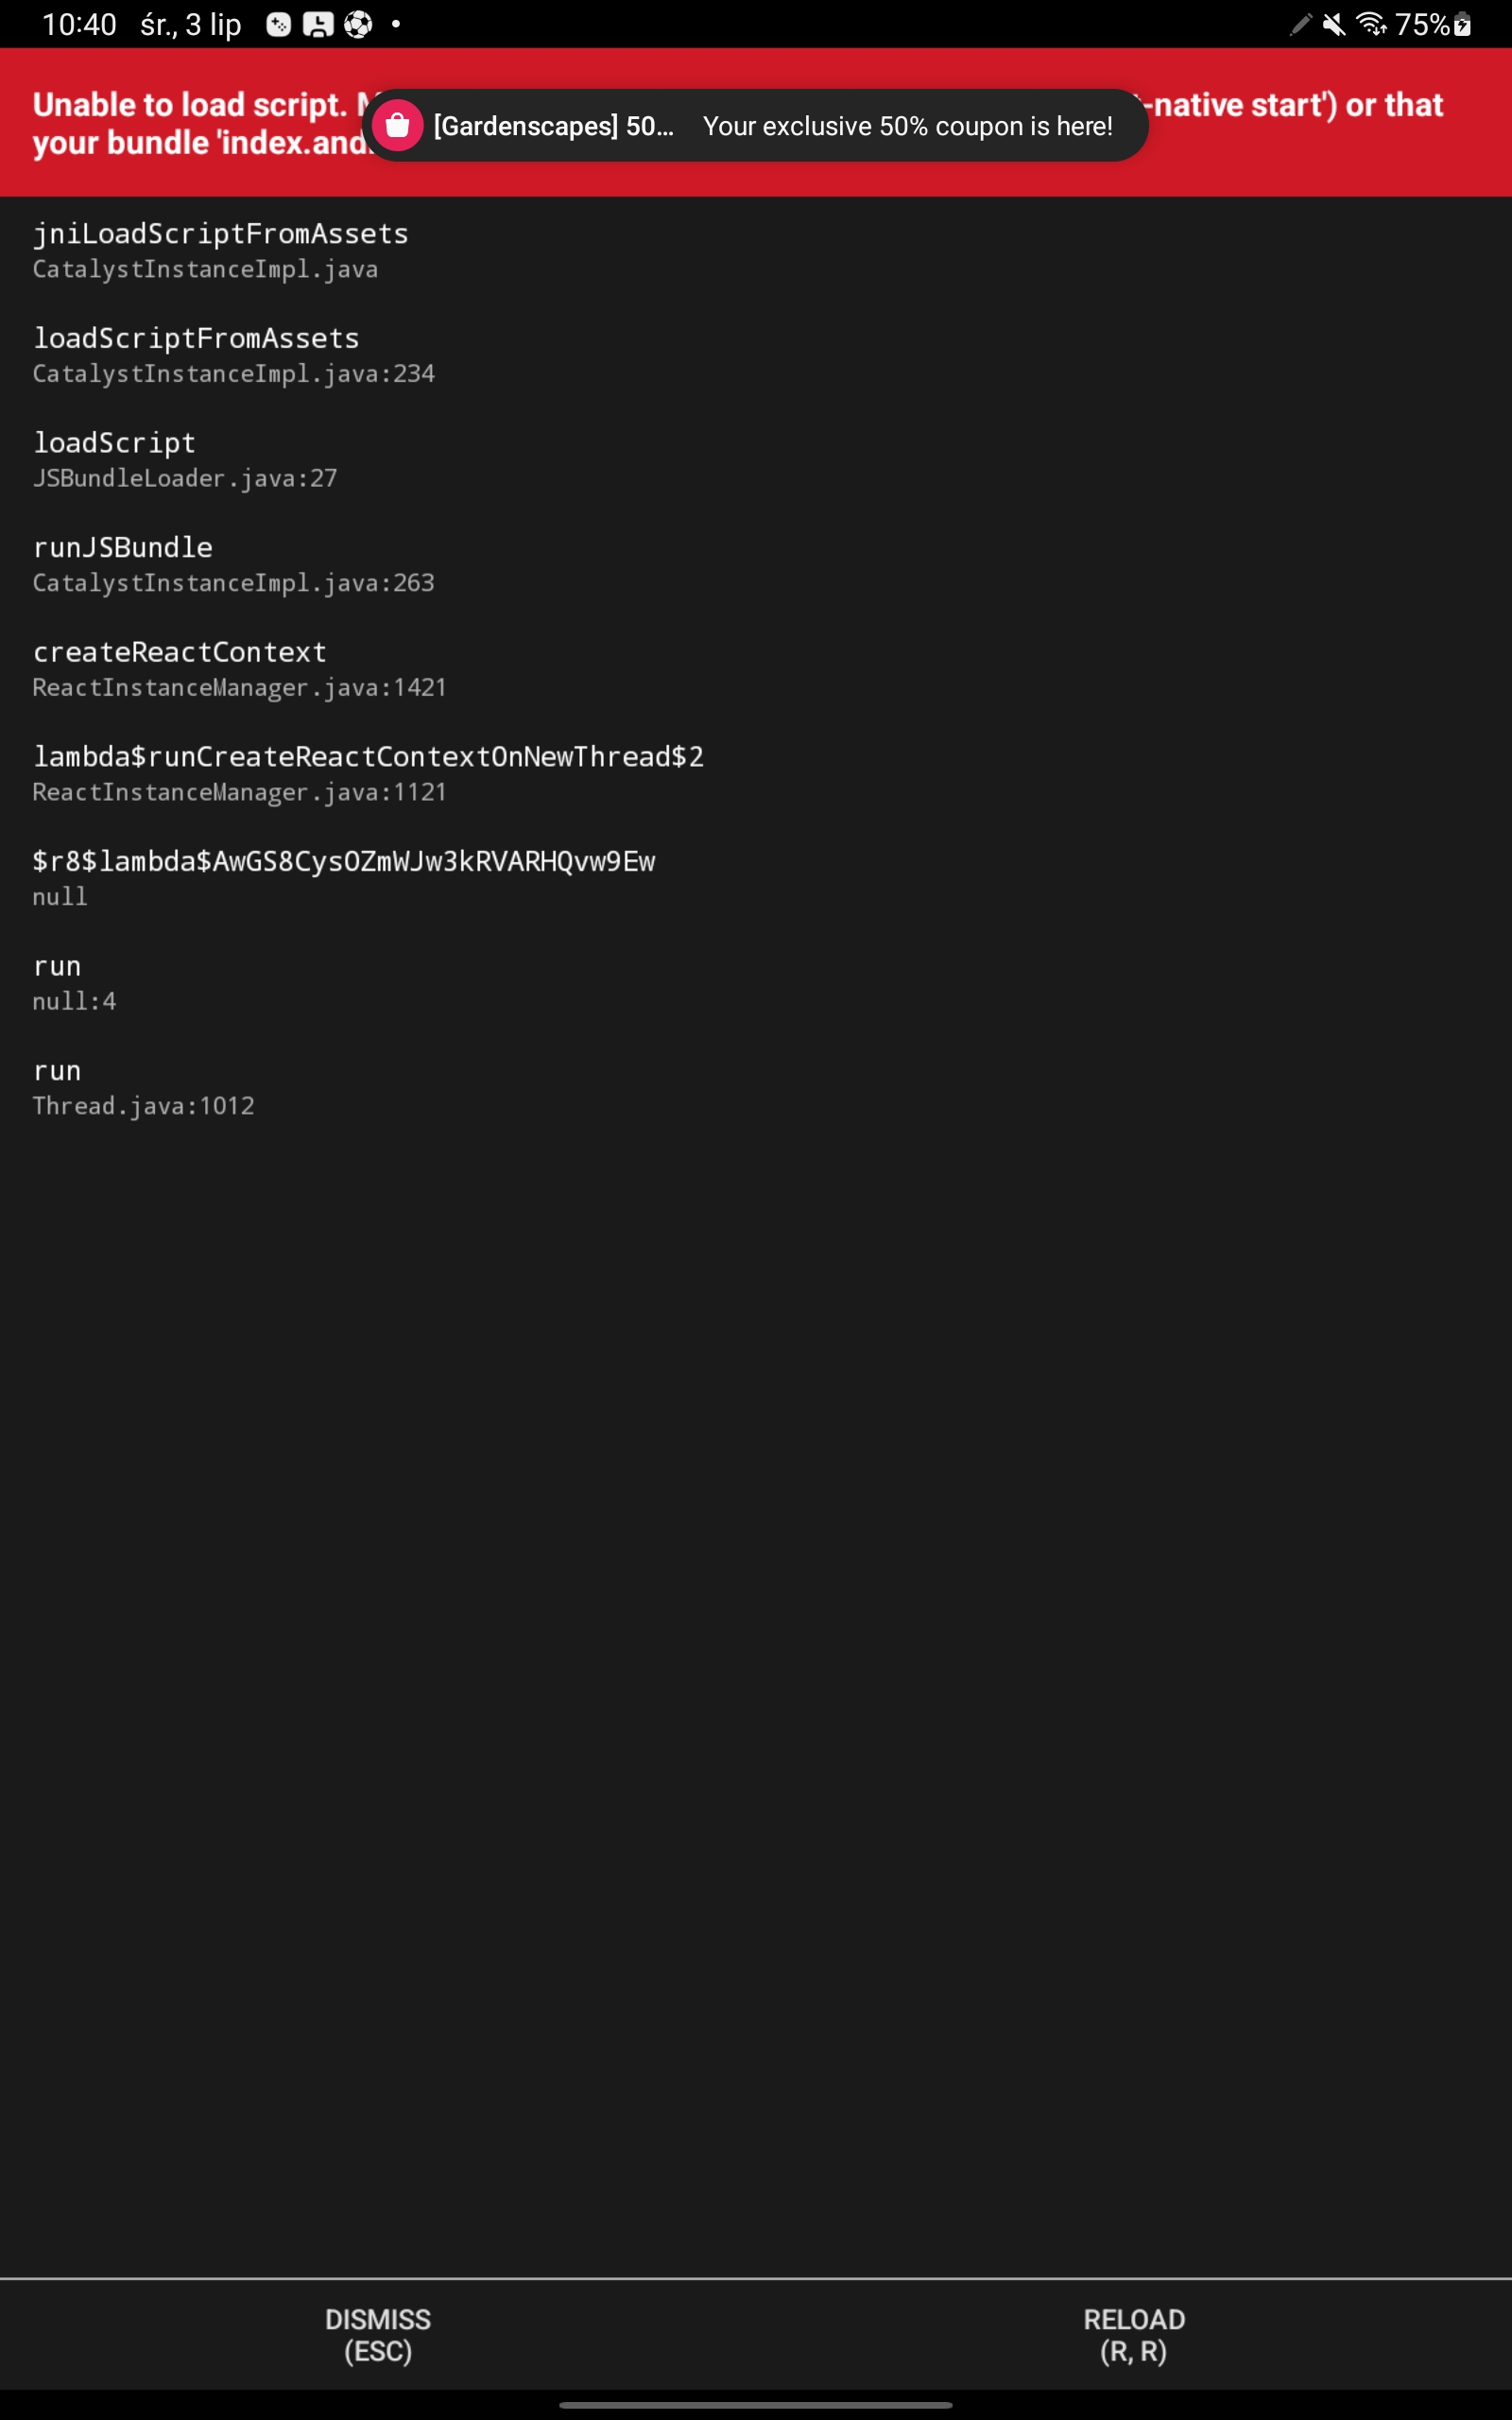 10:40 śr., 3 lip
75%
Unable to load script. -native start') or that
your bundle 'index.and
[Gardenscapes] 50... Your exclusive 50% coupon is here!
jniLoadScriptFromAssets
CatalystInstanceImpl.java
loadScriptFromAssets
CatalystInstanceImpl.java:234
loadScript
JSBundleLoader.java:27
runJSBundle
CatalystInstanceImpl.java:263
createReactContext
ReactInstanceManager.java:1421
lambda$runCreateReactContextOnNewThread$2
ReactInstanceManager.java:1121
$r8$lambda$AwGS8CysOZmWJw3kRVARHQvw9Ew
null
run
null:4
run
Thread.java:1012
DISMISS
(ESC)
RELOAD
(R, R)